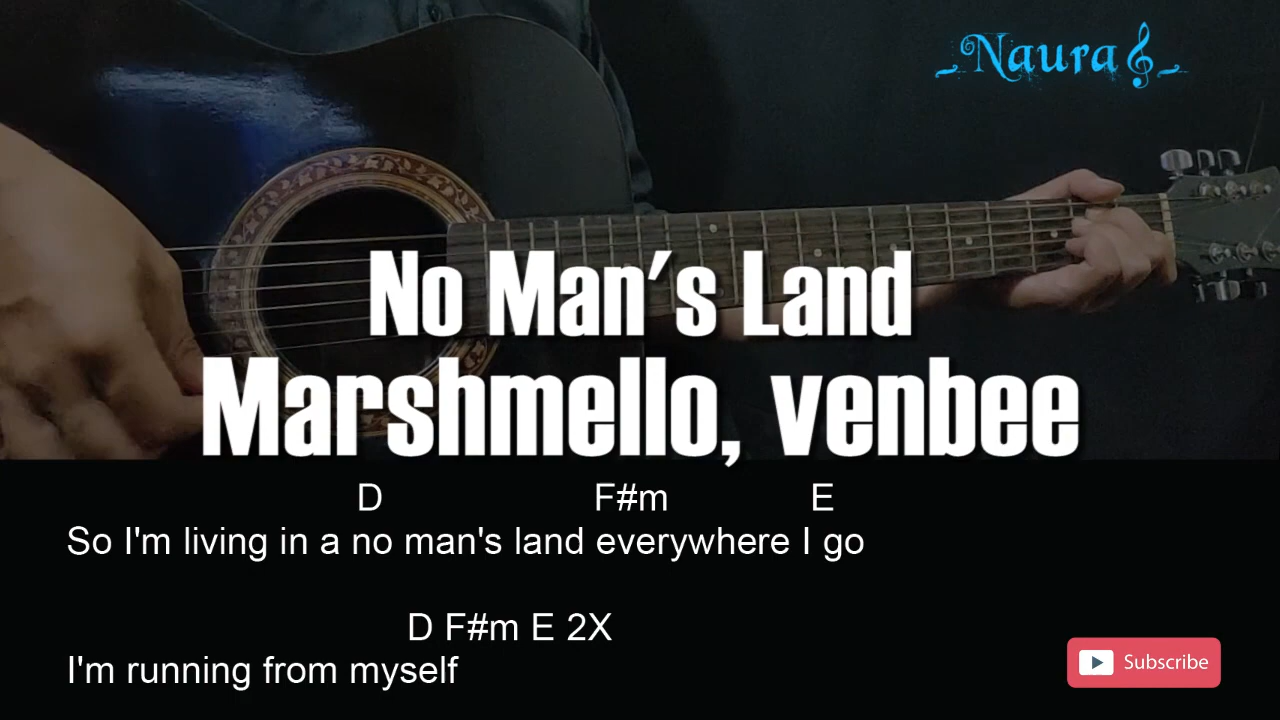 Naura
No Man's Land
Marshmello, venbee
D F#m E
So I'm living in a no man's land everywhere I go
D F#m E 2X
I'm running from myself
Subscribe